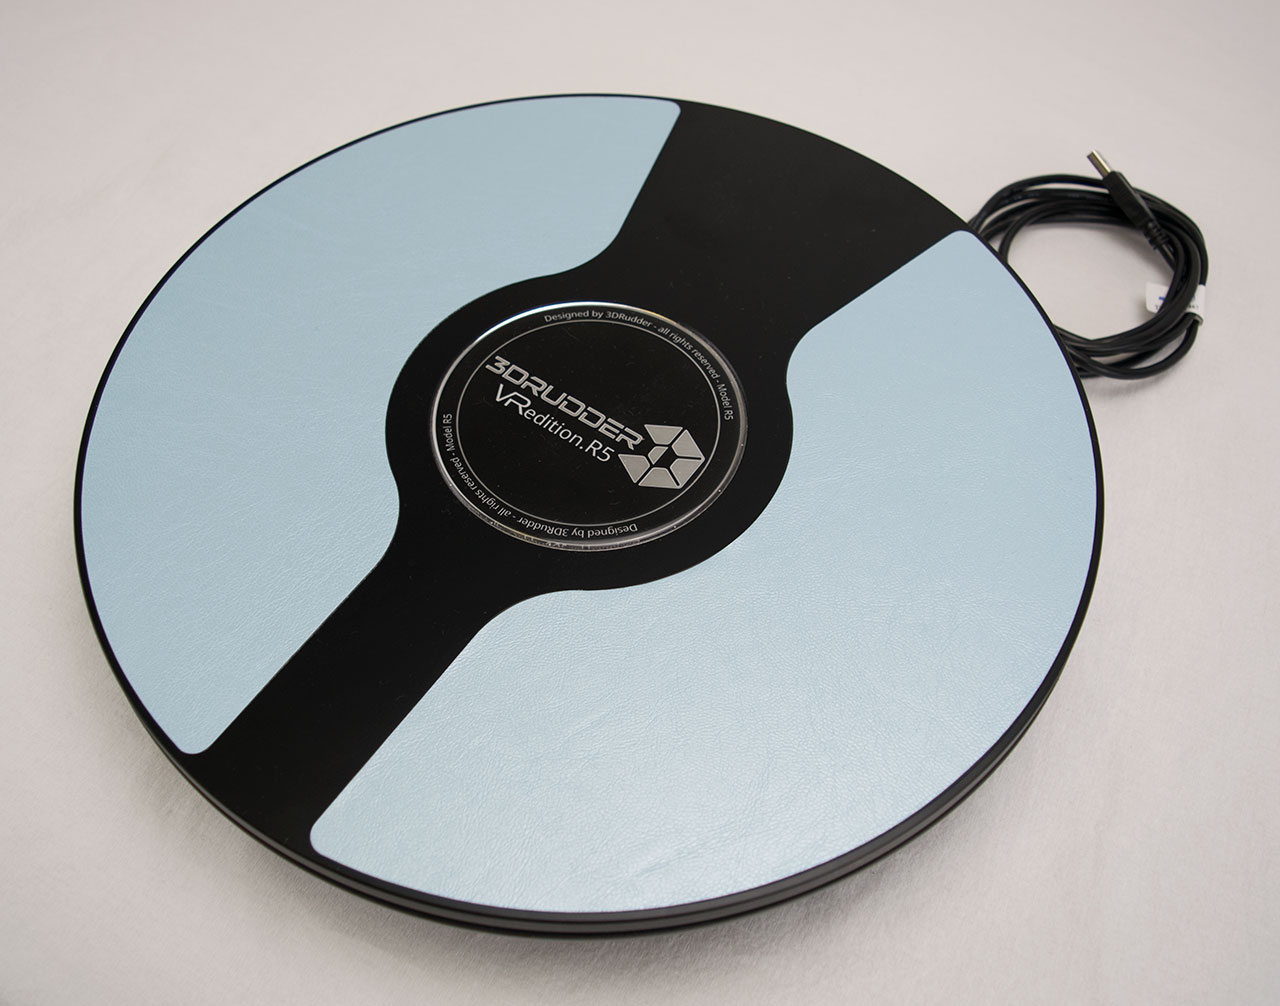 Designed by 3DRudder - all rights reserved - Model R5
3DRUDDER
VRedition.R5
Designed by 3DRudder - all rights reserved - Model R5